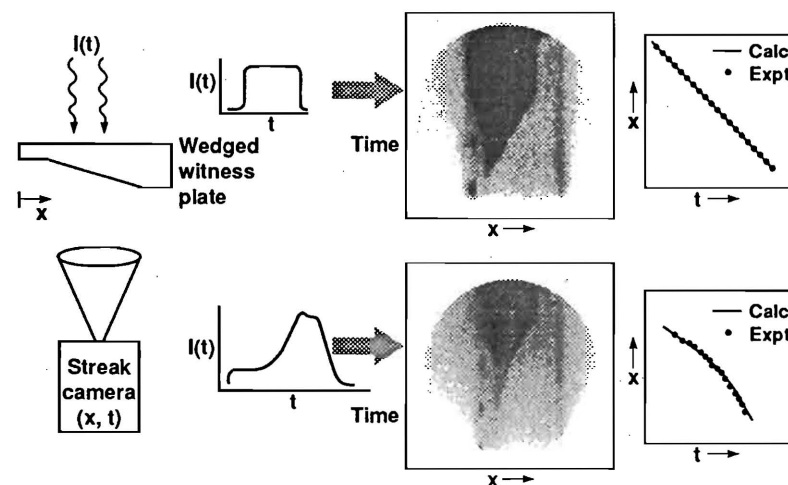 I(t)
Wedged
witness
plate
x
I(t)
t
Time
x
Calc
Expt
x
t
Streak
camera
(x, t)
I(t)
t
Time
x
Calc
Expt
x
t